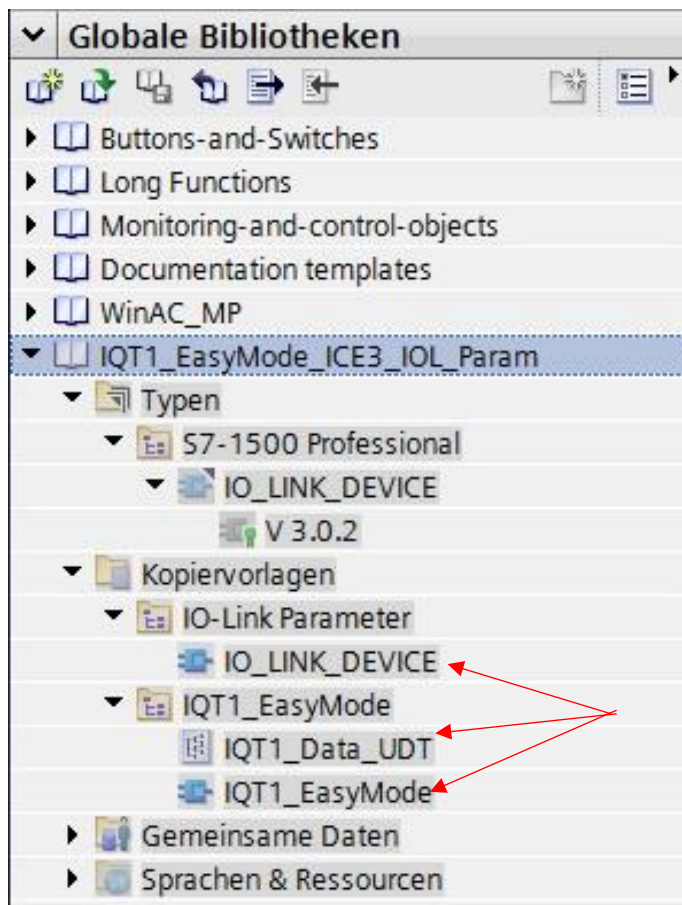 Globale Bibliotheken
Buttons-and-Switches
Long Functions
Monitoring-and-control-objects
Documentation templates
WinAC_MP
IQT1_EasyMode_ICE3_IOL_Param
Typen
S7-1500 Professional
IO_LINK_DEVICE
V 3.0.2
Kopiervorlagen
IO-Link Parameter
IO_LINK_DEVICE
IQT1_EasyMode
IQT1_Data_UDT
IQT1_EasyMode
Gemeinsame Daten
Sprachen & Ressourcen